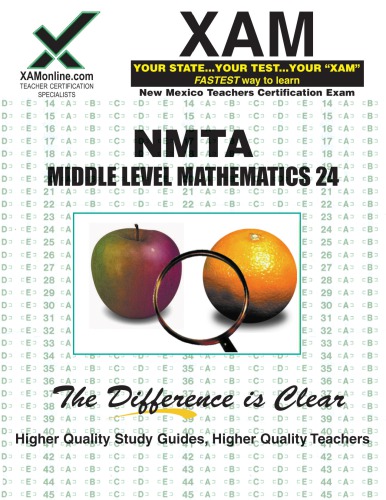 XAMonline.com
TEACHER CERTIFICATION
SPECIALISTS
XAM
YOUR STATE...YOUR TEST...YOUR “XAM”
FASTEST way to learn
New Mexico Teachers Certification Exam
NMTA
MIDDLE LEVEL MATHEMATICS 24
The Difference is Clear
Higher Quality Study Guides, Higher Quality Teachers